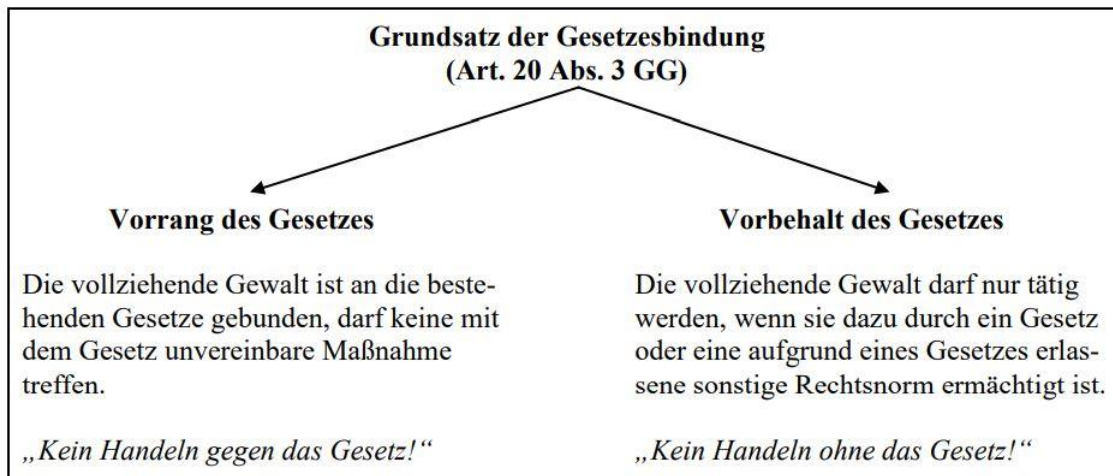 Grundsatz der Gesetzesbindung
(Art. 20 Abs. 3 GG)
Vorrang des Gesetzes
Die vollziehende Gewalt ist an die beste-
henden Gesetze gebunden, darf keine mit
dem Gesetz unvereinbare Maßnahme
treffen.
„Kein Handeln gegen das Gesetz!“
Vorbehalt des Gesetzes
Die vollziehende Gewalt darf nur tätig
werden, wenn sie dazu durch ein Gesetz
oder eine aufgrund eines Gesetzes erlas-
sene sonstige Rechtsnorm ermächtigt ist.
„Kein Handeln ohne das Gesetz!“